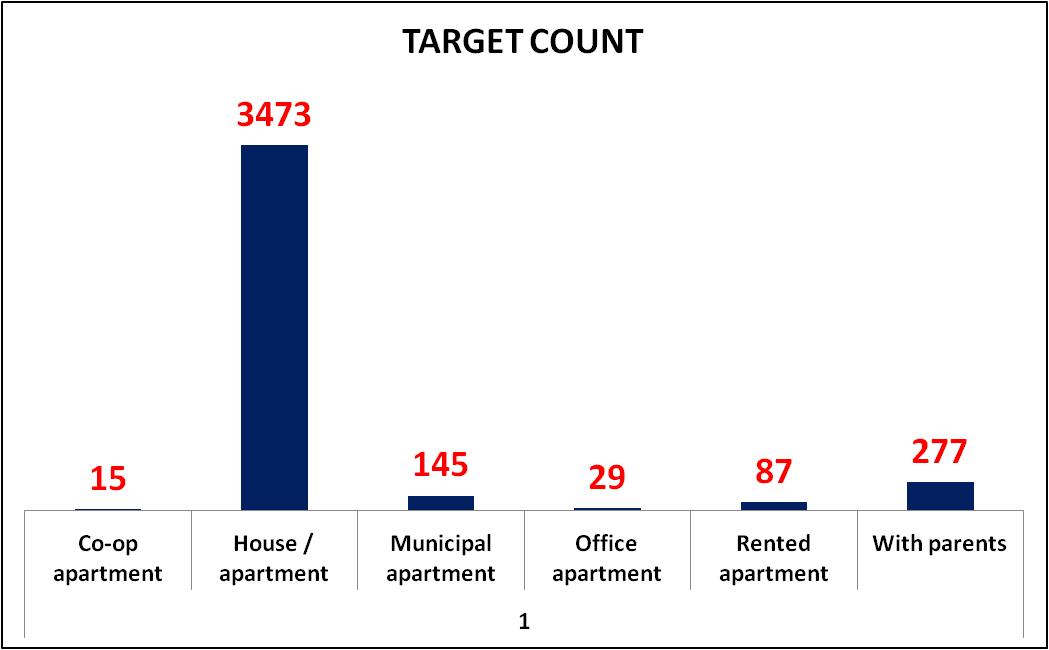 TARGET COUNT
3473
15
145
29
87
277
Co-op
apartment
House /
apartment
Municipal
apartment
Office
apartment
Rented
apartment
With parents
1